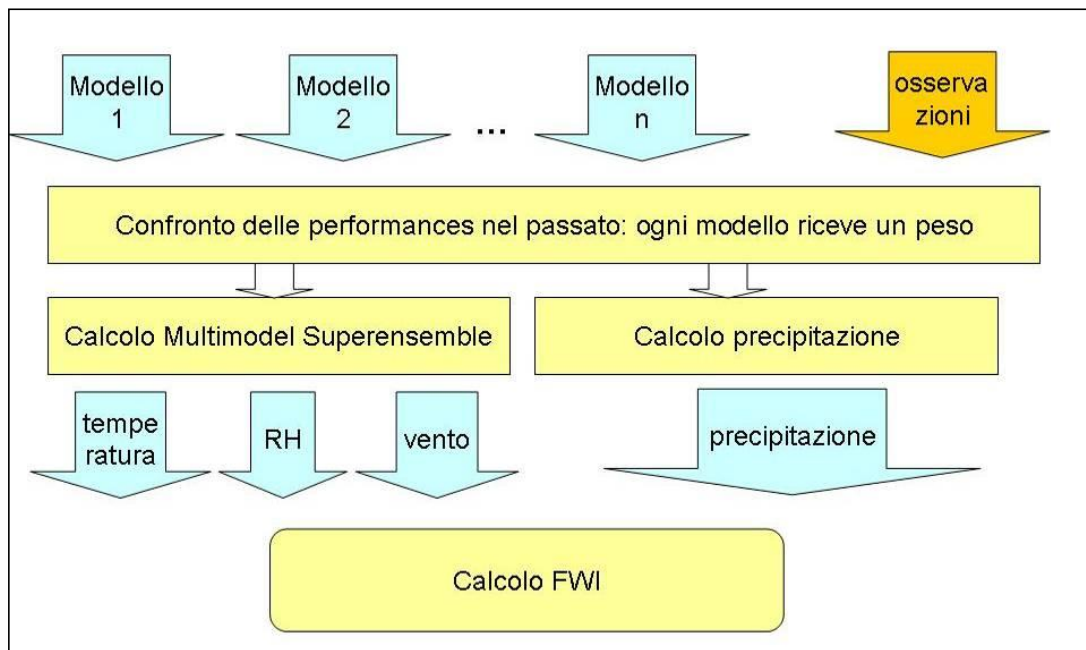 Modello
1
Modello
2
...
Modello
n
osserva
zioni
Confronto delle performances nel passato: ogni modello riceve un peso
Calcolo Multimodel Superensemble
Calcolo precipitazione
tempe
ratura
RH
vento
precipitazione
Calcolo FWI